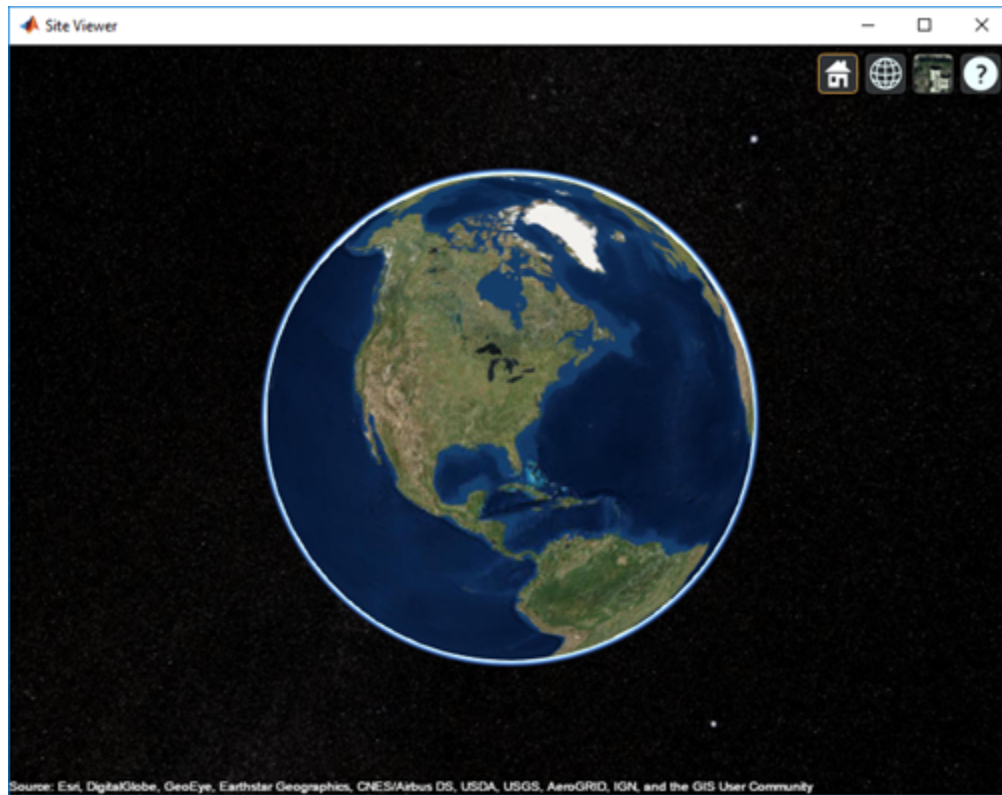 Site Viewer
?
Source: Esri, DigitalGlobe, GeoEye, Earthstar Geographics, CNES/Airbus DS, USDA, USGS, AeroGRID, IGN, and the GIS User Community